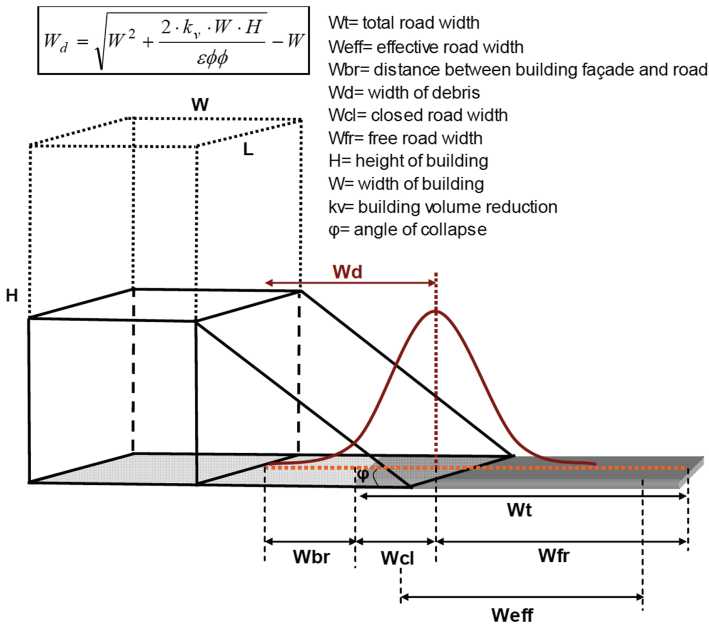 W_d = √(W² + (2·k_v·W·H)/(εφφ)) − W
Wt= total road width
Weff= effective road width
Wbr= distance between building façade and road
Wd= width of debris
Wcl= closed road width
Wfr= free road width
H= height of building
W= width of building
kv= building volume reduction
φ= angle of collapse
W
L
H
Wd
φ
Wt
Wbr
Wcl
Wfr
Weff